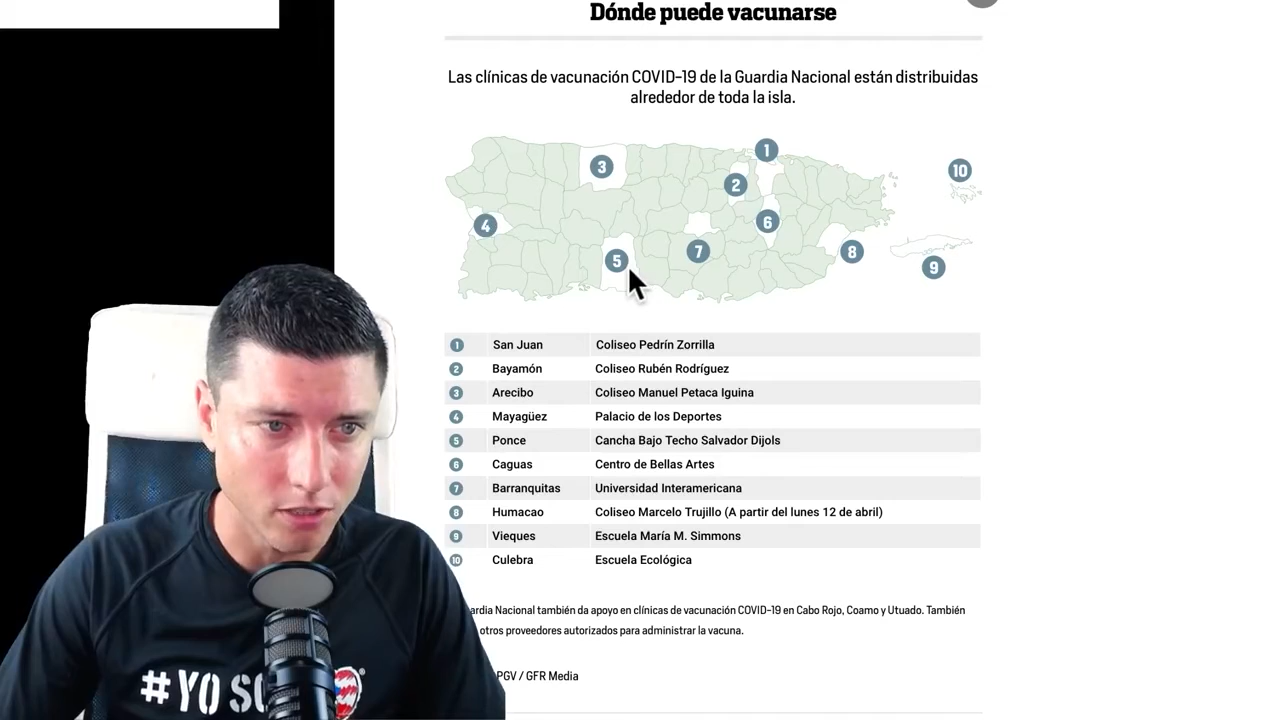 Dónde puede vacunarse
Las clínicas de vacunación COVID-19 de la Guardia Nacional están distribuidas
alrededor de toda la isla.
1
3
10
2
4
6
7
8
5
9
1 San Juan Coliseo Pedrín Zorrilla
2 Bayamón Coliseo Rubén Rodríguez
3 Arecibo Coliseo Manuel Petaca Iguina
4 Mayagüez Palacio de los Deportes
5 Ponce Cancha Bajo Techo Salvador Dijols
6 Caguas Centro de Bellas Artes
7 Barranquitas Universidad Interamericana
8 Humacao Coliseo Marcelo Trujillo (A partir del lunes 12 de abril)
9 Vieques Escuela María M. Simmons
10 Culebra Escuela Ecológica
ardia Nacional también da apoyo en clínicas de vacunación COVID-19 en Cabo Rojo, Coamo y Utuado. También
otros proveedores autorizados para administrar la vacuna.
PGV / GFR Media
#YO SO